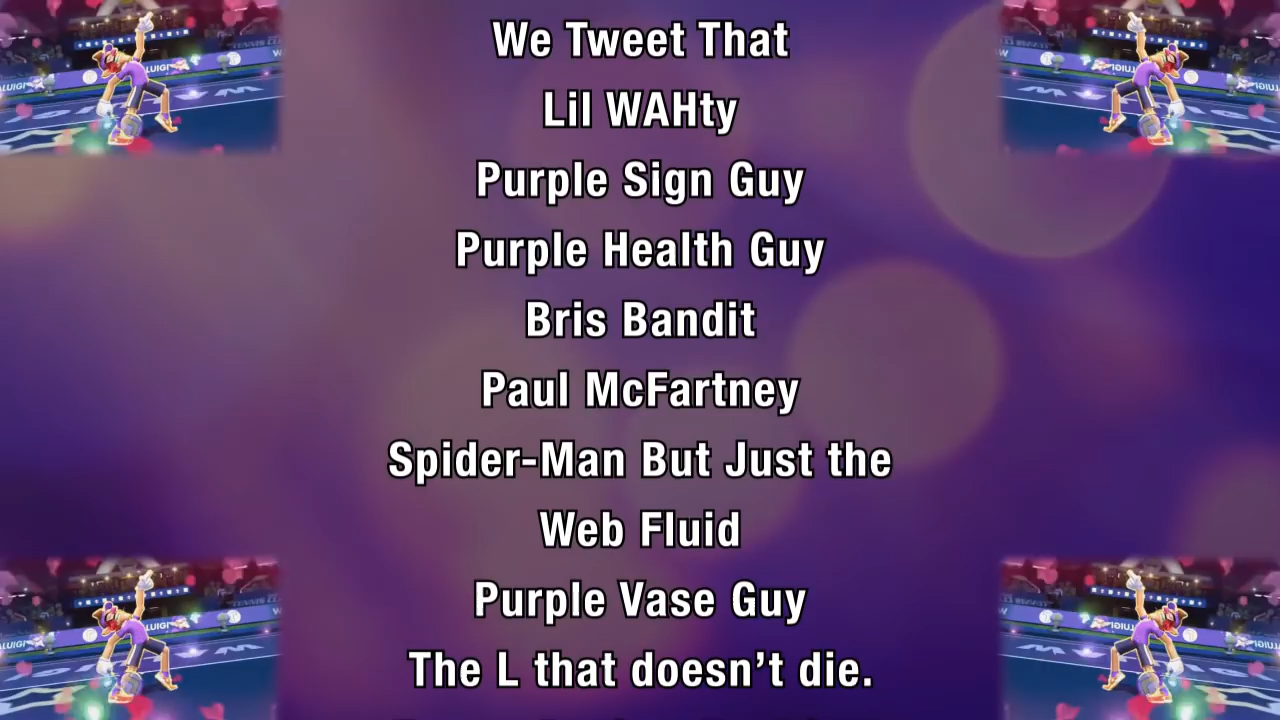 We Tweet That
Lil WAHty
Purple Sign Guy
Purple Health Guy
Bris Bandit
Paul McFartney
Spider-Man But Just the
Web Fluid
Purple Vase Guy
The L that doesn’t die.